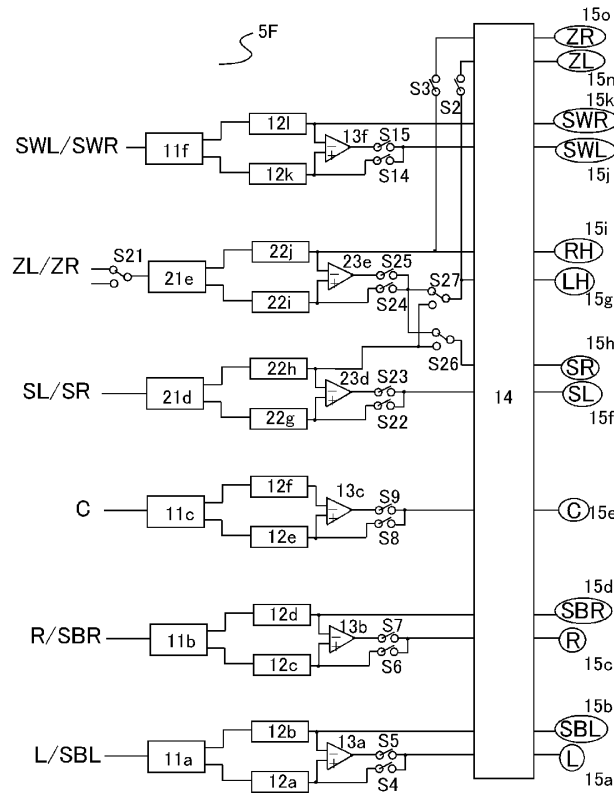 5F
15o
ZR
ZL
15n
S3
S2
15k
SWR
12l
13f
S15
SWL/SWR
11f
SWL
12k
S14
15j
15i
22j
23e
S25
RH
ZL/ZR
S21
21e
S27
LH
22i
S24
15g
15h
22h
S26
SR
23d
S23
SL/SR
21d
14
SL
22g
S22
15f
12f
13c
S9
C
11c
C
15e
12e
S8
15d
12d
SBR
13b
S7
R/SBR
11b
R
12c
S6
15c
15b
12b
SBL
13a
S5
L/SBL
11a
L
12a
S4
15a